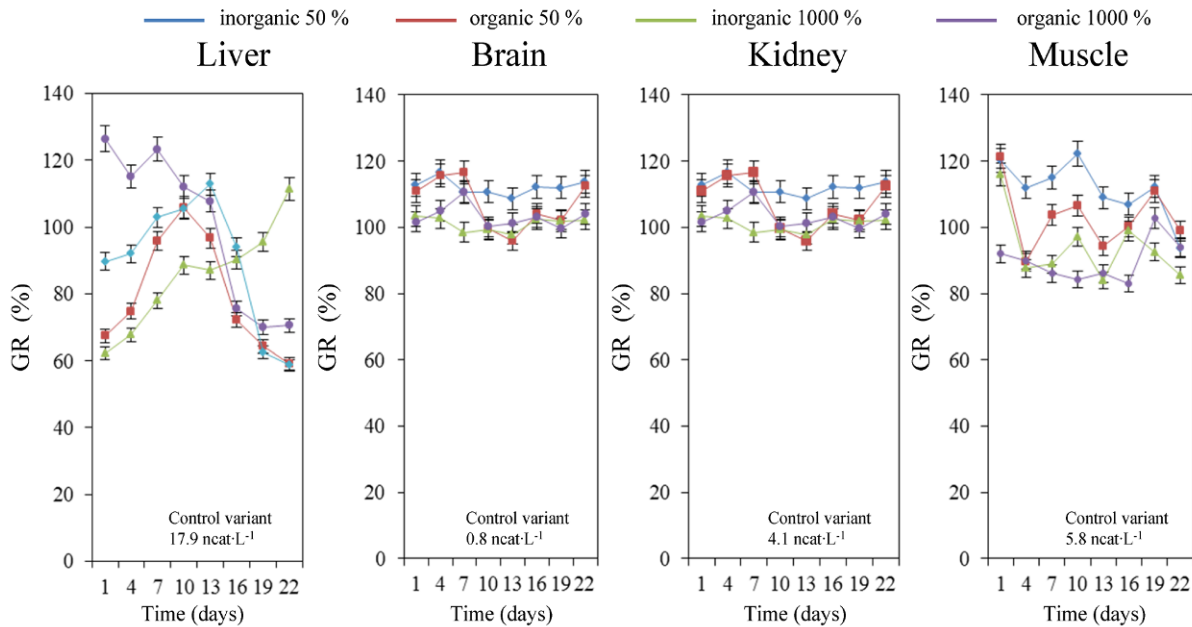 inorganic 50 % organic 50 % inorganic 1000 % organic 1000 %
Liver Brain Kidney Muscle
GR (%)
140
120
100
80
60
40
20
0
Control variant
17.9 ncat·L⁻¹
1 4 7 10 13 16 19 22
Time (days)
GR (%)
140
120
100
80
60
40
20
0
Control variant
0.8 ncat·L⁻¹
1 4 7 10 13 16 19 22
Time (days)
GR (%)
140
120
100
80
60
40
20
0
Control variant
4.1 ncat·L⁻¹
1 4 7 10 13 16 19 22
Time (days)
GR (%)
140
120
100
80
60
40
20
0
Control variant
5.8 ncat·L⁻¹
1 4 7 10 13 16 19 22
Time (days)